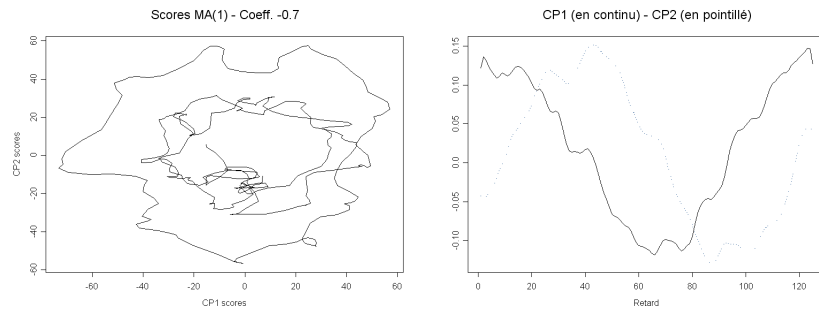 Scores MA(1) - Coeff. -0.7
CP2 scores
60
40
20
0
-20
-40
-60
-60 -40 -20 0 20 40 60
CP1 scores
CP1 (en continu) - CP2 (en pointillé)
0.15
0.10
0.05
0.0
-0.05
-0.10
0 20 40 60 80 100 120
Retard